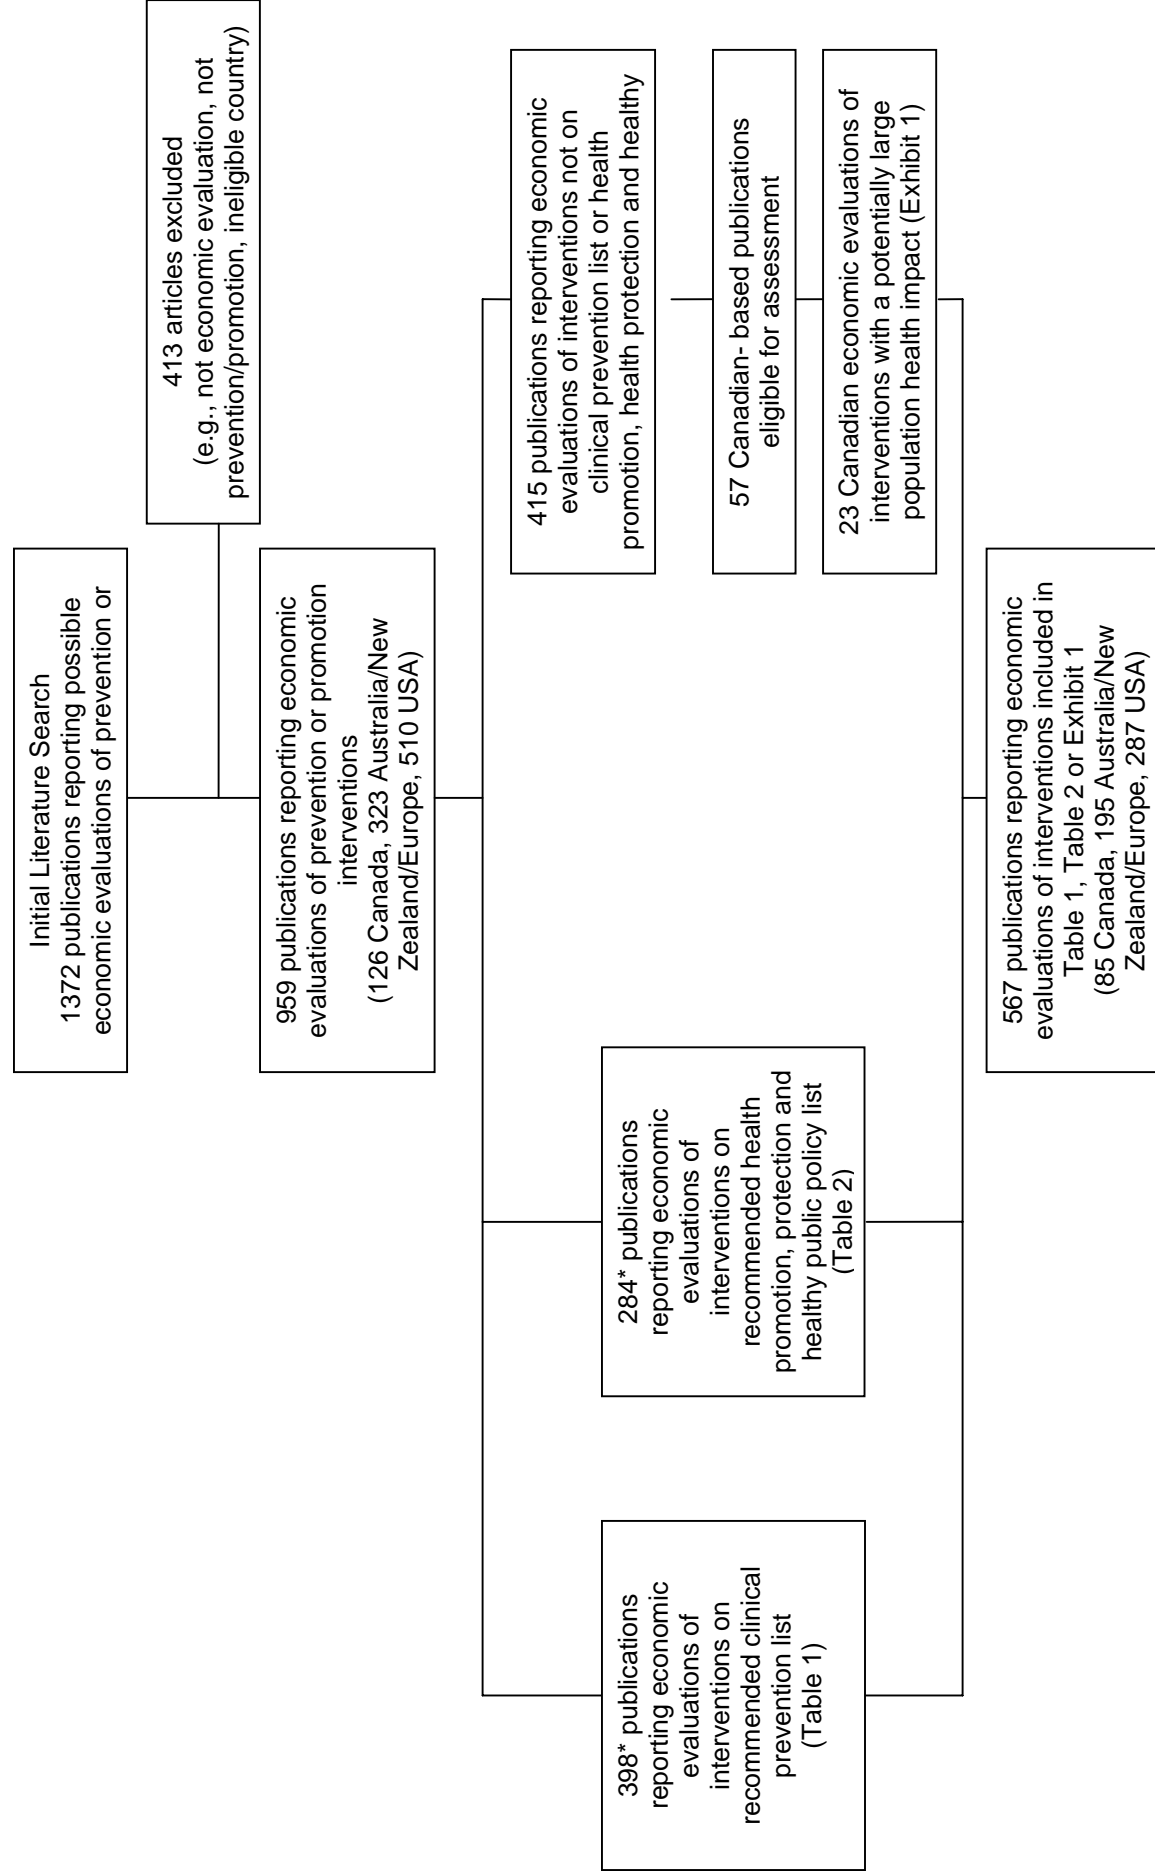 Initial Literature Search
1372 publications reporting possible
economic evaluations of prevention or
413 articles excluded
(e.g., not economic evaluation, not
prevention/promotion, ineligible country)
959 publications reporting economic
evaluations of prevention or promotion
interventions
(126 Canada, 323 Australia/New
Zealand/Europe, 510 USA)
398* publications
reporting economic
evaluations of
interventions on
recommended clinical
prevention list
(Table 1)
284* publications
reporting economic
evaluations of
interventions on
recommended health
promotion, protection and
healthy public policy list
(Table 2)
415 publications reporting economic
evaluations of interventions not on
clinical prevention list or health
promotion, health protection and healthy
57 Canadian- based publications
eligible for assessment
23 Canadian economic evaluations of
interventions with a potentially large
population health impact (Exhibit 1)
567 publications reporting economic
evaluations of interventions included in
Table 1, Table 2 or Exhibit 1
(85 Canada, 195 Australia/New
Zealand/Europe, 287 USA)